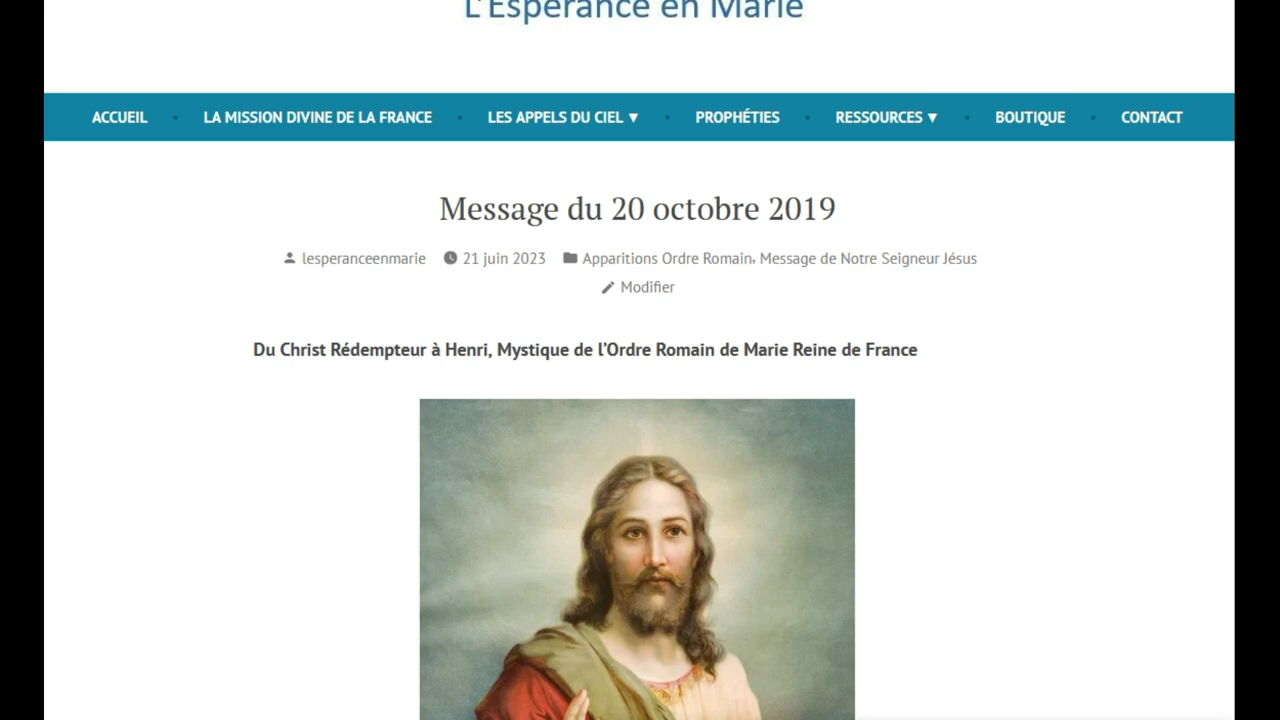 L'Espérance en Marie
ACCUEIL • LA MISSION DIVINE DE LA FRANCE • LES APPELS DU CIEL ▼ • PROPHÉTIES • RESSOURCES ▼ • BOUTIQUE • CONTACT
Message du 20 octobre 2019
lesperanceenmarie 21 juin 2023 Apparitions Ordre Romain, Message de Notre Seigneur Jésus
Modifier
Du Christ Rédempteur à Henri, Mystique de l’Ordre Romain de Marie Reine de France